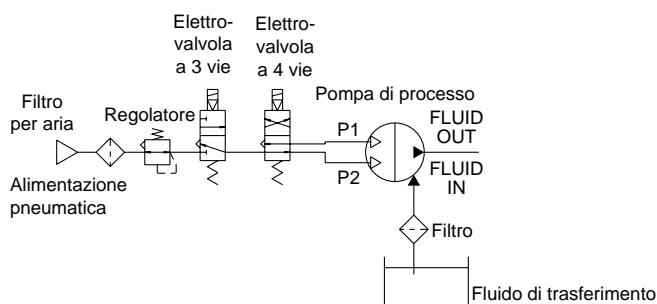 Elettro-
valvola
a 3 vie
Elettro-
valvola
a 4 vie
Pompa di processo
Filtro
per aria
Regolatore
P1
FLUID
OUT
FLUID
IN
P2
Alimentazione
pneumatica
Filtro
Fluido di trasferimento